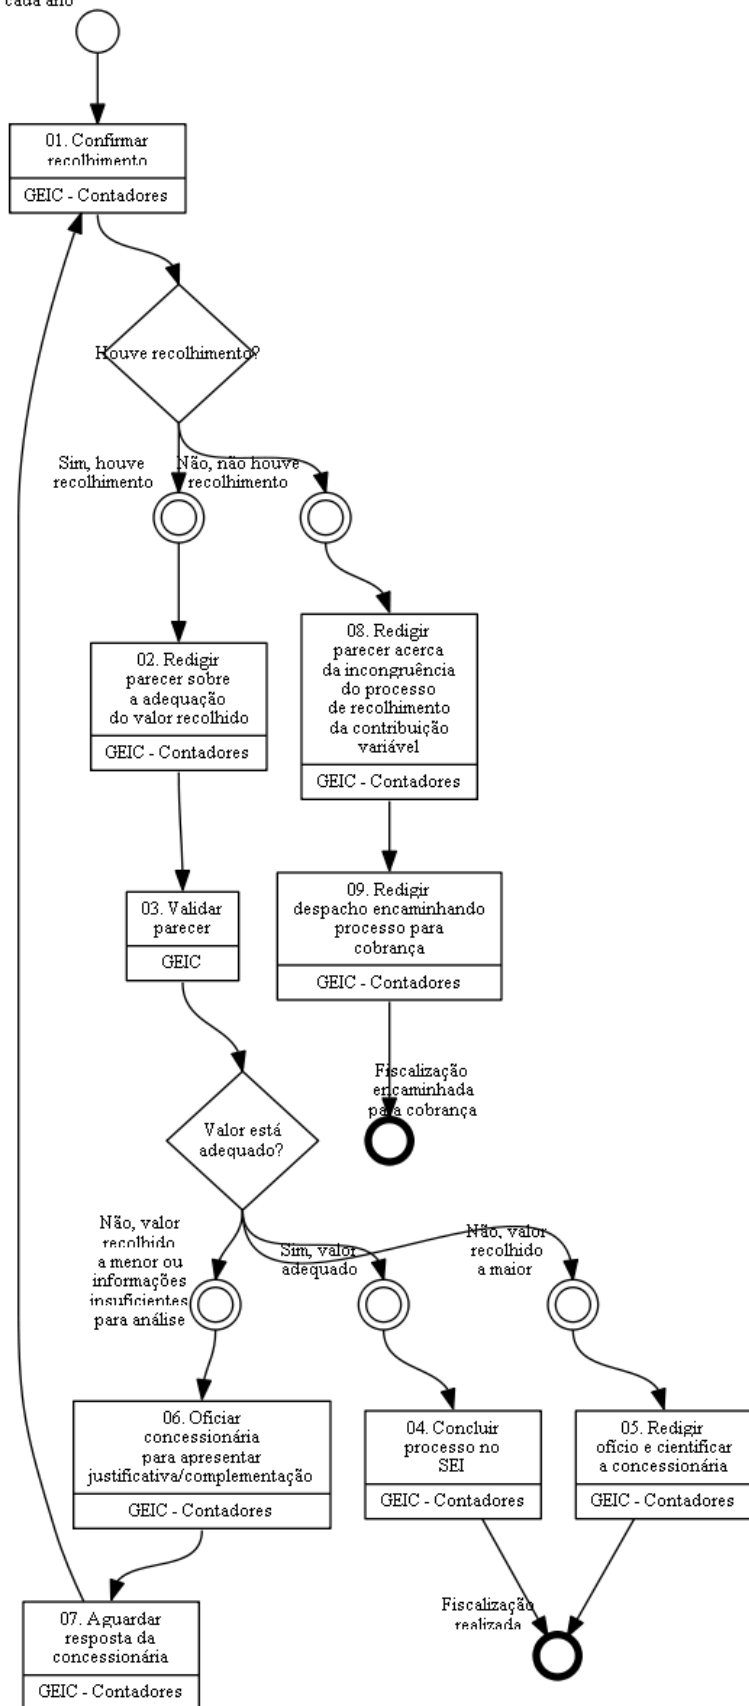 cada ano
01. Confirmar
recolhimento
GEIC - Contadores
Houve recolhimento?
Sim, houve
recolhimento
Não, não houve
recolhimento
02. Redigir
parecer sobre
a adequação
do valor recolhido
GEIC - Contadores
08. Redigir
parecer acerca
da incongruência
do processo
de recolhimento
da contribuição
variável
GEIC - Contadores
03. Validar
parecer
GEIC
09. Redigir
despacho encaminhando
processo para
cobrança
GEIC - Contadores
Fiscalização
encaminhada
para cobrança
Valor está
adequado?
Não, valor
recolhido
a menor ou
informações
insuficientes
para análise
Sim, valor
adequado
Não, valor
recolhido
a maior
06. Oficiar
concessionária
para apresentar
justificativa/complementação
GEIC - Contadores
04. Concluir
processo no
SEI
GEIC - Contadores
05. Redigir
ofício e cientificar
a concessionária
GEIC - Contadores
07. Aguardar
resposta da
concessionária
GEIC - Contadores
Fiscalização
realizada